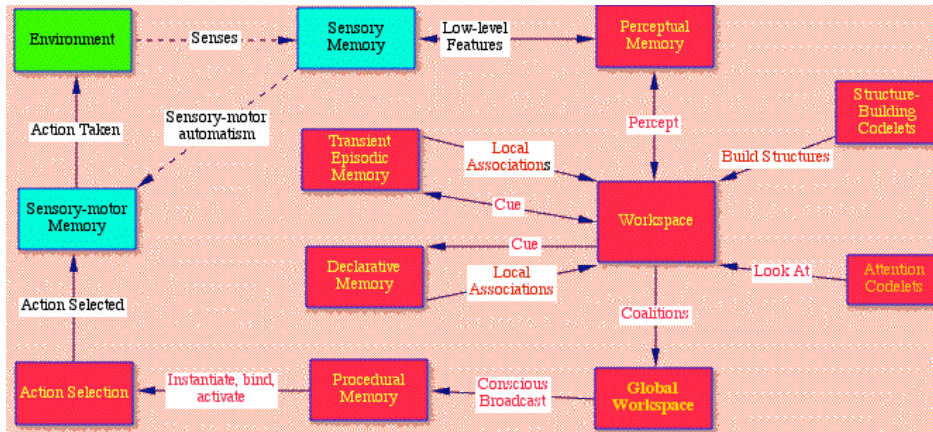 Environment
Senses
Sensory
Memory
Low-level
Features
Perceptual
Memory
Structure-
Building
Codelets
Sensory-motor
automatism
Action Taken
Percept
Transient
Episodic
Memory
Local
Associations
Build Structures
Cue
Workspace
Sensory-motor
Memory
Cue
Declarative
Memory
Local
Associations
Look At
Attention
Codelets
Action Selected
Coalitions
Action Selection
Instantiate, bind,
activate
Procedural
Memory
Conscious
Broadcast
Global
Workspace